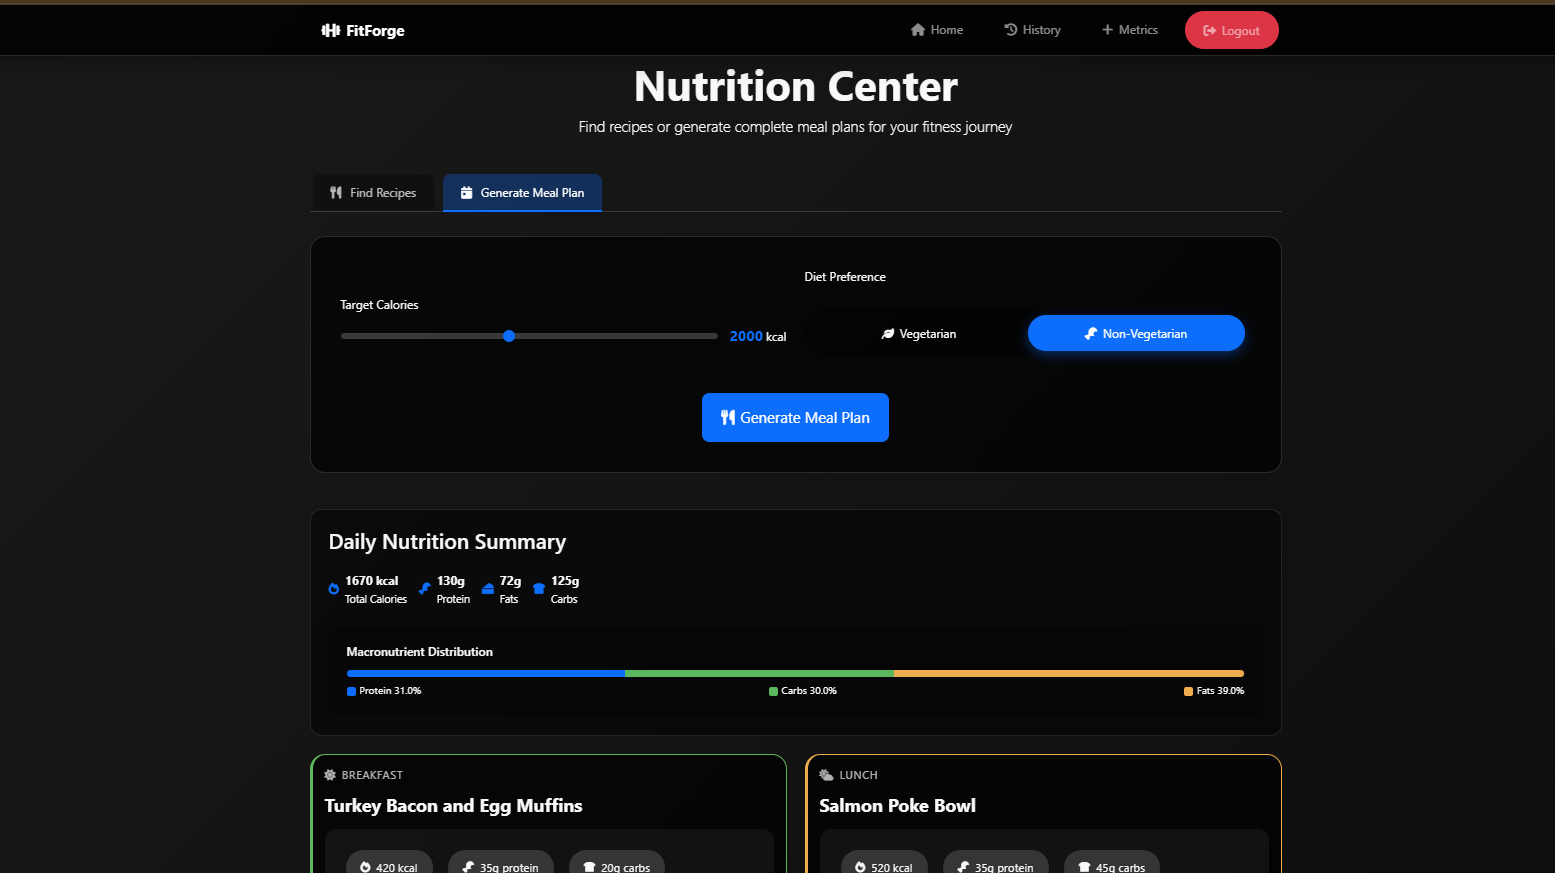 FitForge
Home
History
Metrics
Logout
Nutrition Center
Find recipes or generate complete meal plans for your fitness journey
Find Recipes
Generate Meal Plan
Target Calories
2000 kcal
Diet Preference
Vegetarian
Non-Vegetarian
Generate Meal Plan
Daily Nutrition Summary
1670 kcal
Total Calories
130g
Protein
72g
Fats
125g
Carbs
Macronutrient Distribution
Protein 31.0%
Carbs 30.0%
Fats 39.0%
BREAKFAST
Turkey Bacon and Egg Muffins
420 kcal
35g protein
20g carbs
LUNCH
Salmon Poke Bowl
520 kcal
35g protein
45g carbs